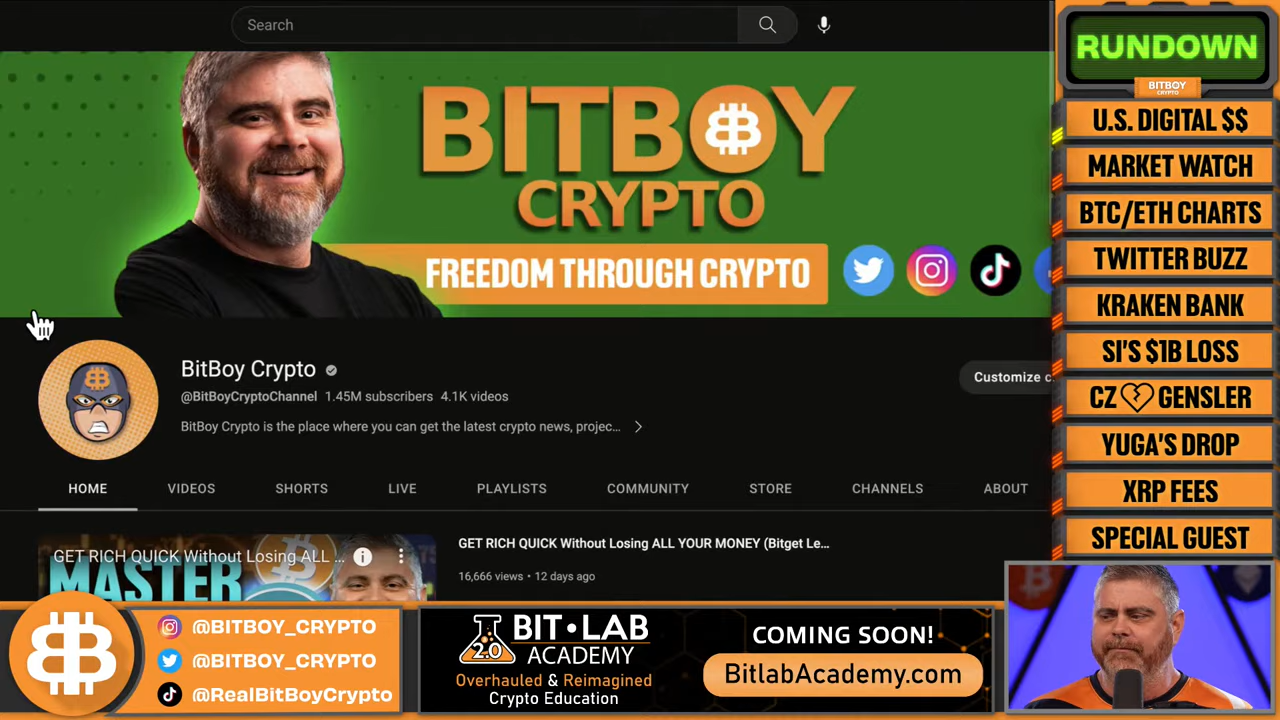 Search
RUNDOWN
BITBOY
CRYPTO
U.S. DIGITAL $$
MARKET WATCH
BTC/ETH CHARTS
TWITTER BUZZ
KRAKEN BANK
SI'S $1B LOSS
CZ GENSLER
YUGA'S DROP
XRP FEES
SPECIAL GUEST
BITBOY
CRYPTO
FREEDOM THROUGH CRYPTO
BitBoy Crypto
@BitBoyCryptoChannel 1.45M subscribers 4.1K videos
Customize c
BitBoy Crypto is the place where you can get the latest crypto news, projec...
HOME VIDEOS SHORTS LIVE PLAYLISTS COMMUNITY STORE CHANNELS ABOUT
GET RICH QUICK Without Losing ALL ...
MASTER
GET RICH QUICK Without Losing ALL YOUR MONEY (Bitget Le...
16,666 views • 12 days ago
@BITBOY_CRYPTO
@BITBOY_CRYPTO
@RealBitBoyCrypto
BIT•LAB
2.0 ACADEMY
Overhauled & Reimagined
Crypto Education
COMING SOON!
BitlabAcademy.com